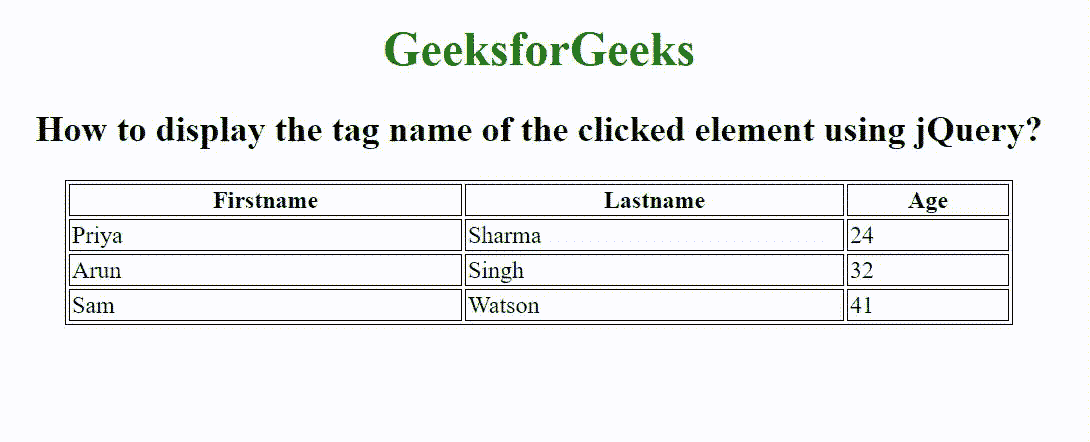 GeeksforGeeks
How to display the tag name of the clicked element using jQuery?
Firstname Lastname Age
Priya Sharma 24
Arun Singh 32
Sam Watson 41